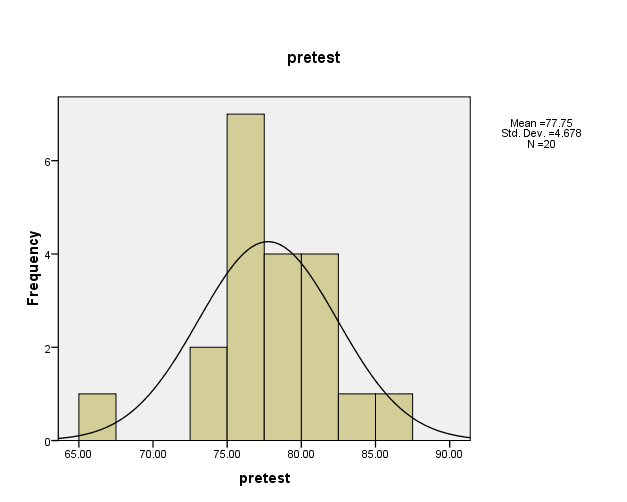 pretest
Mean =77.75
Std. Dev. =4.678
N =20
Frequency
6
4
2
0
65.00 70.00 75.00 80.00 85.00 90.00
pretest